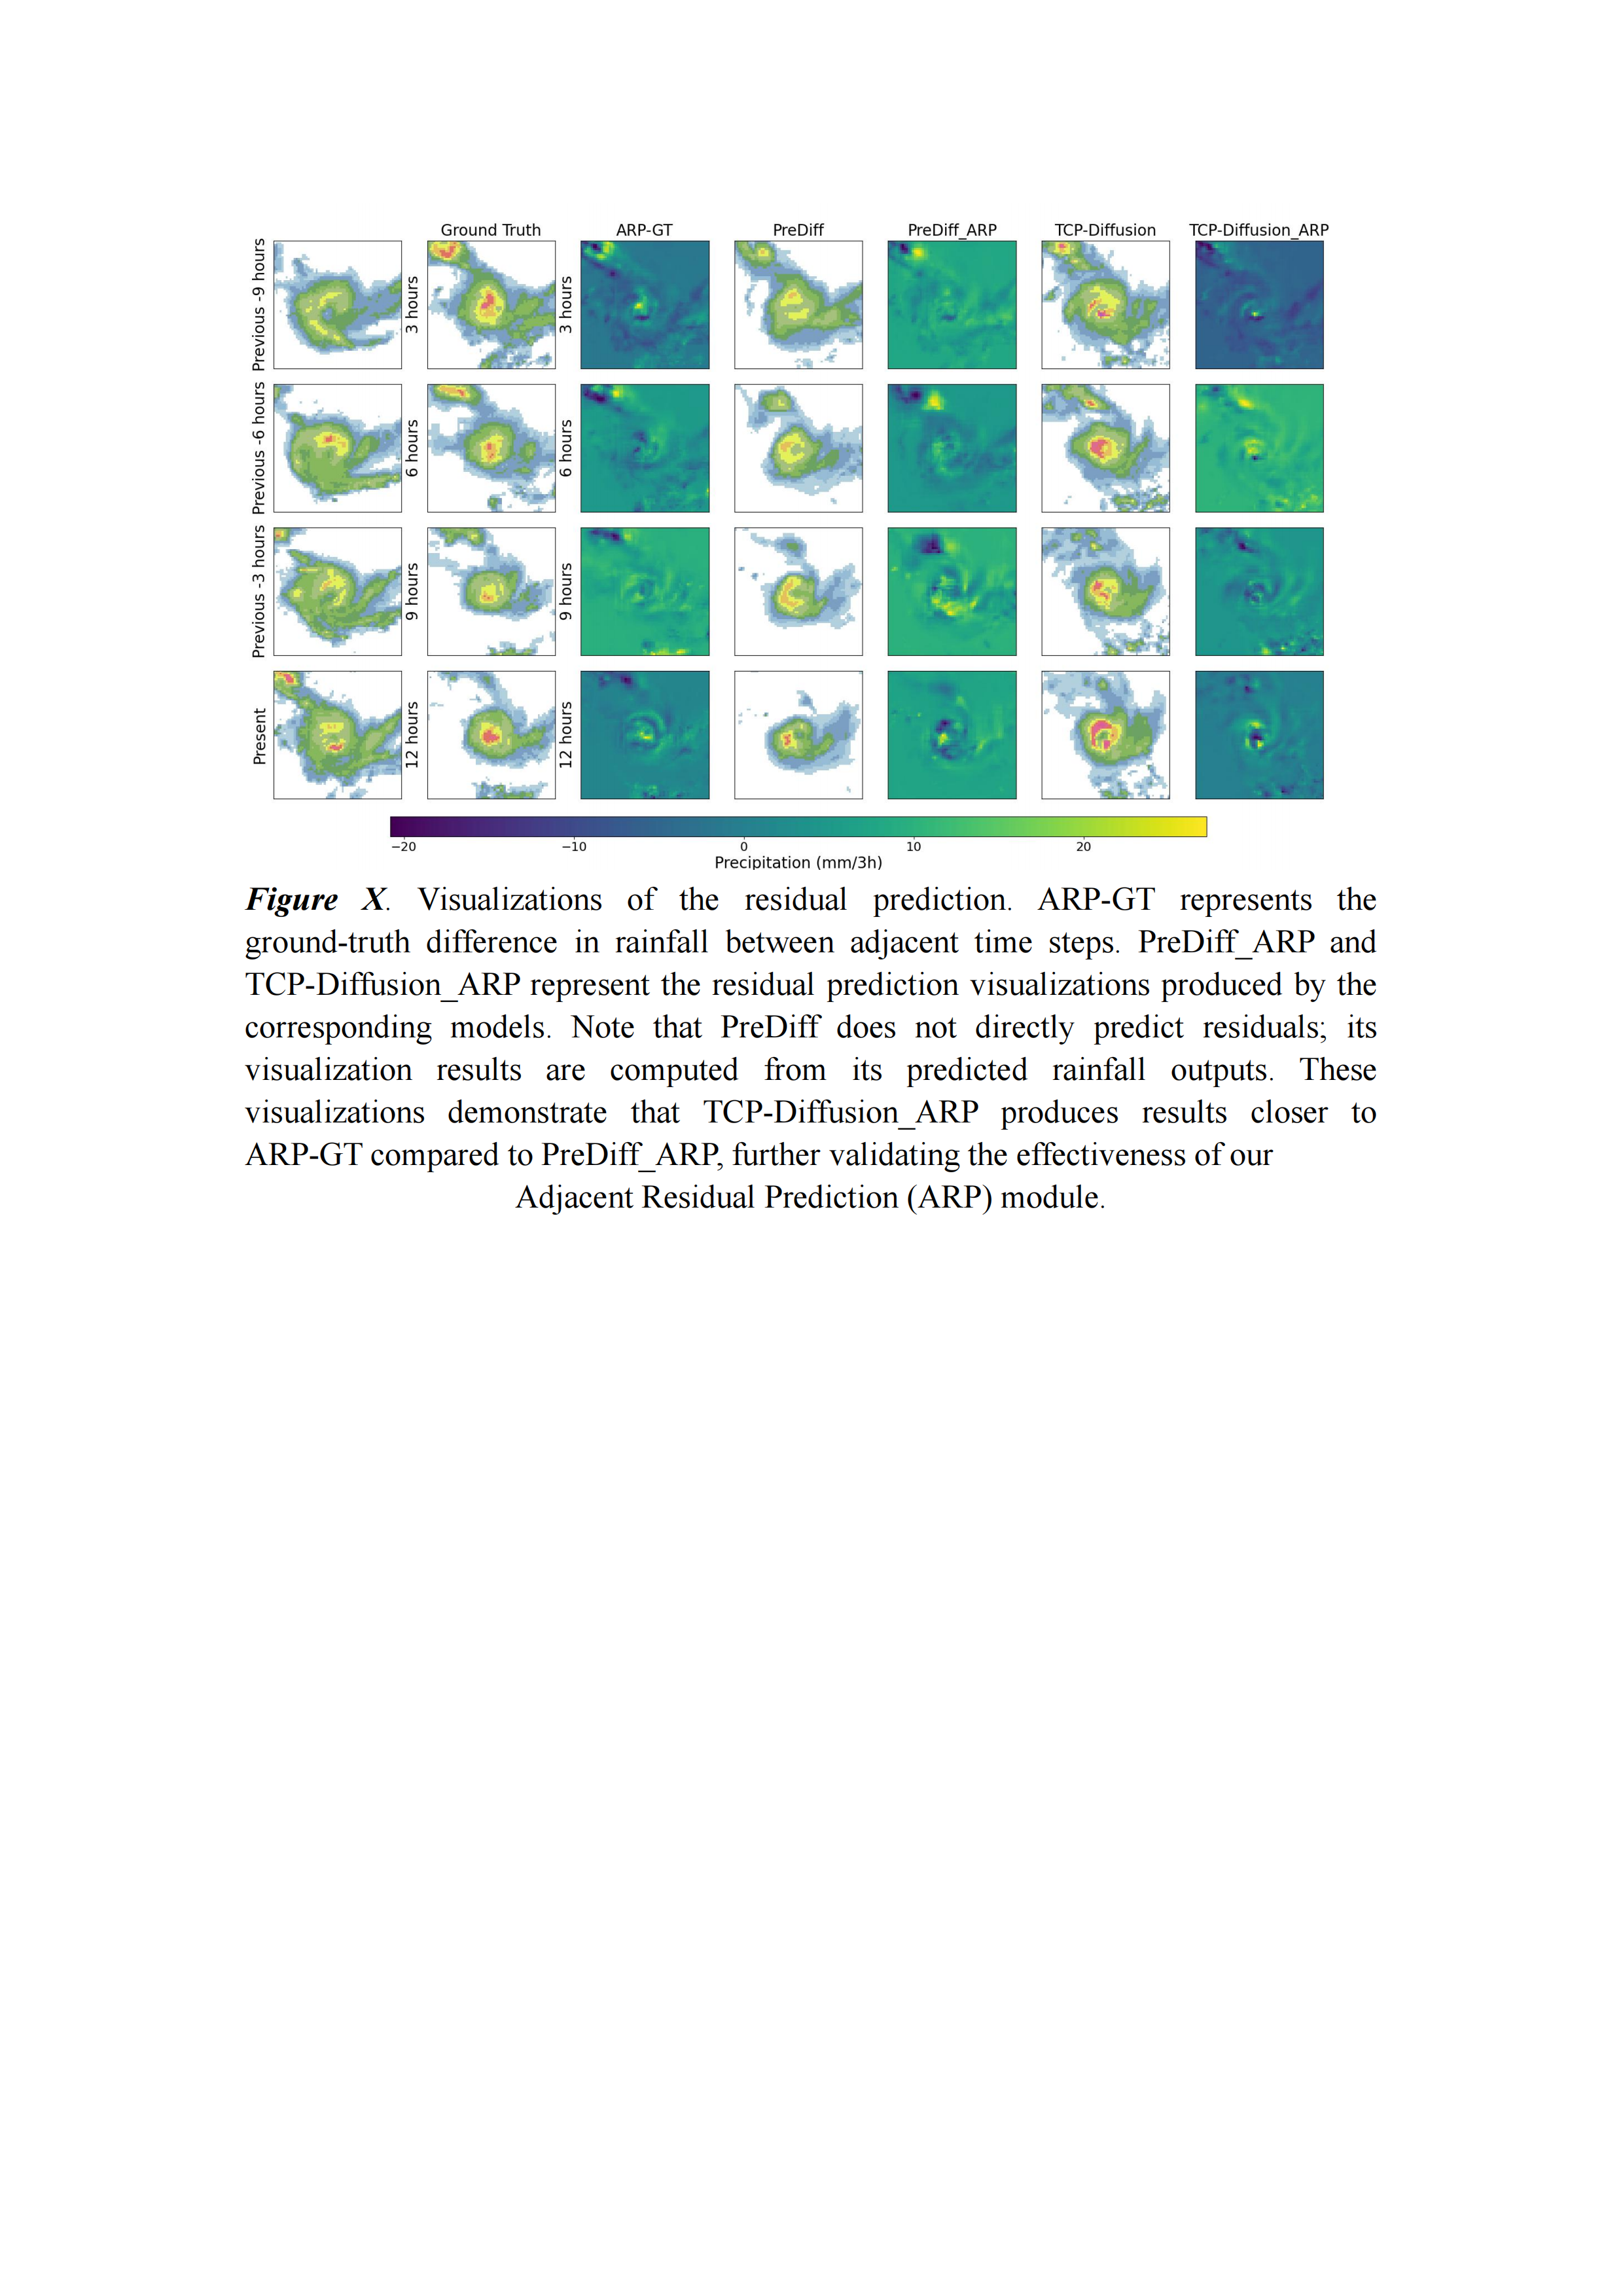 Ground Truth
ARP-GT
PreDiff
PreDiff_ARP
TCP-Diffusion
TCP-Diffusion_ARP
Previous -9 hours
3 hours
3 hours
Previous -6 hours
6 hours
6 hours
Previous -3 hours
9 hours
9 hours
Present
12 hours
12 hours
−20
−10
0
10
20
Precipitation (mm/3h)
Figure X. Visualizations of the residual prediction. ARP-GT represents the
ground-truth difference in rainfall between adjacent time steps. PreDiff_ARP and
TCP-Diffusion_ARP represent the residual prediction visualizations produced by the
corresponding models. Note that PreDiff does not directly predict residuals; its
visualization results are computed from its predicted rainfall outputs. These
visualizations demonstrate that TCP-Diffusion_ARP produces results closer to
ARP-GT compared to PreDiff_ARP, further validating the effectiveness of our
Adjacent Residual Prediction (ARP) module.